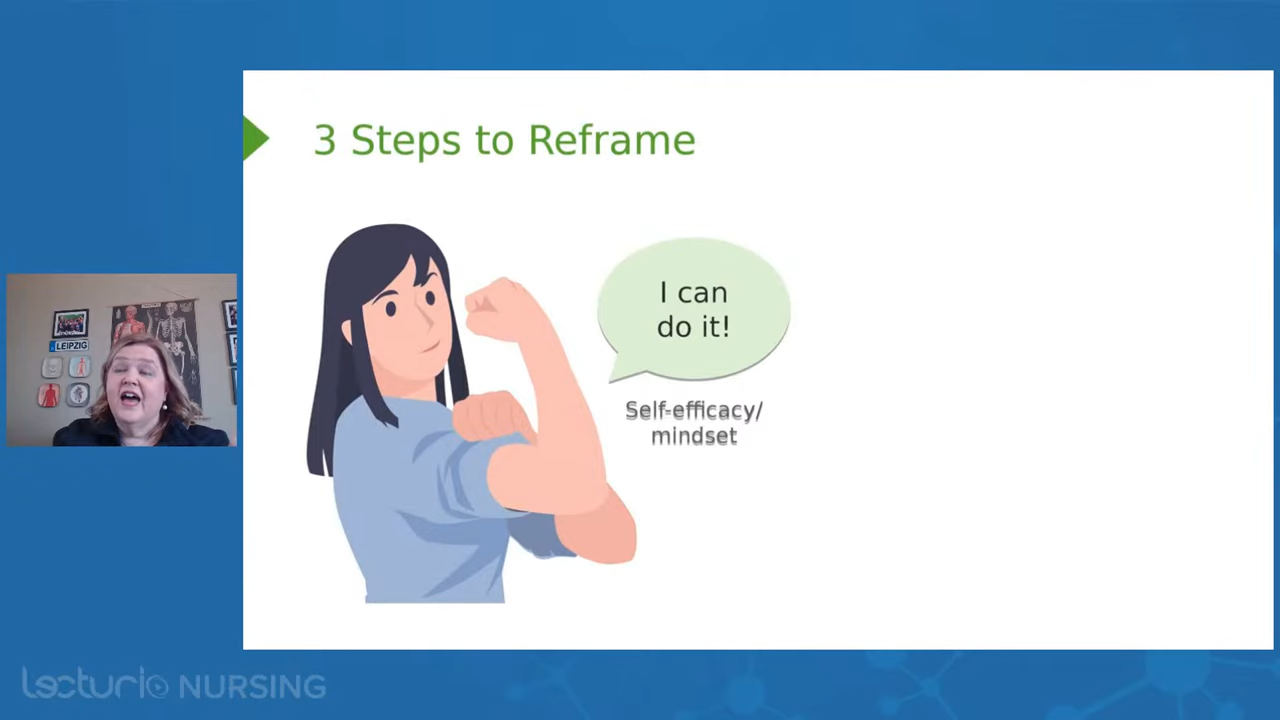 3 Steps to Reframe
I can
do it!
Self-efficacy/
mindset
LEIPZIG
lecturio NURSING